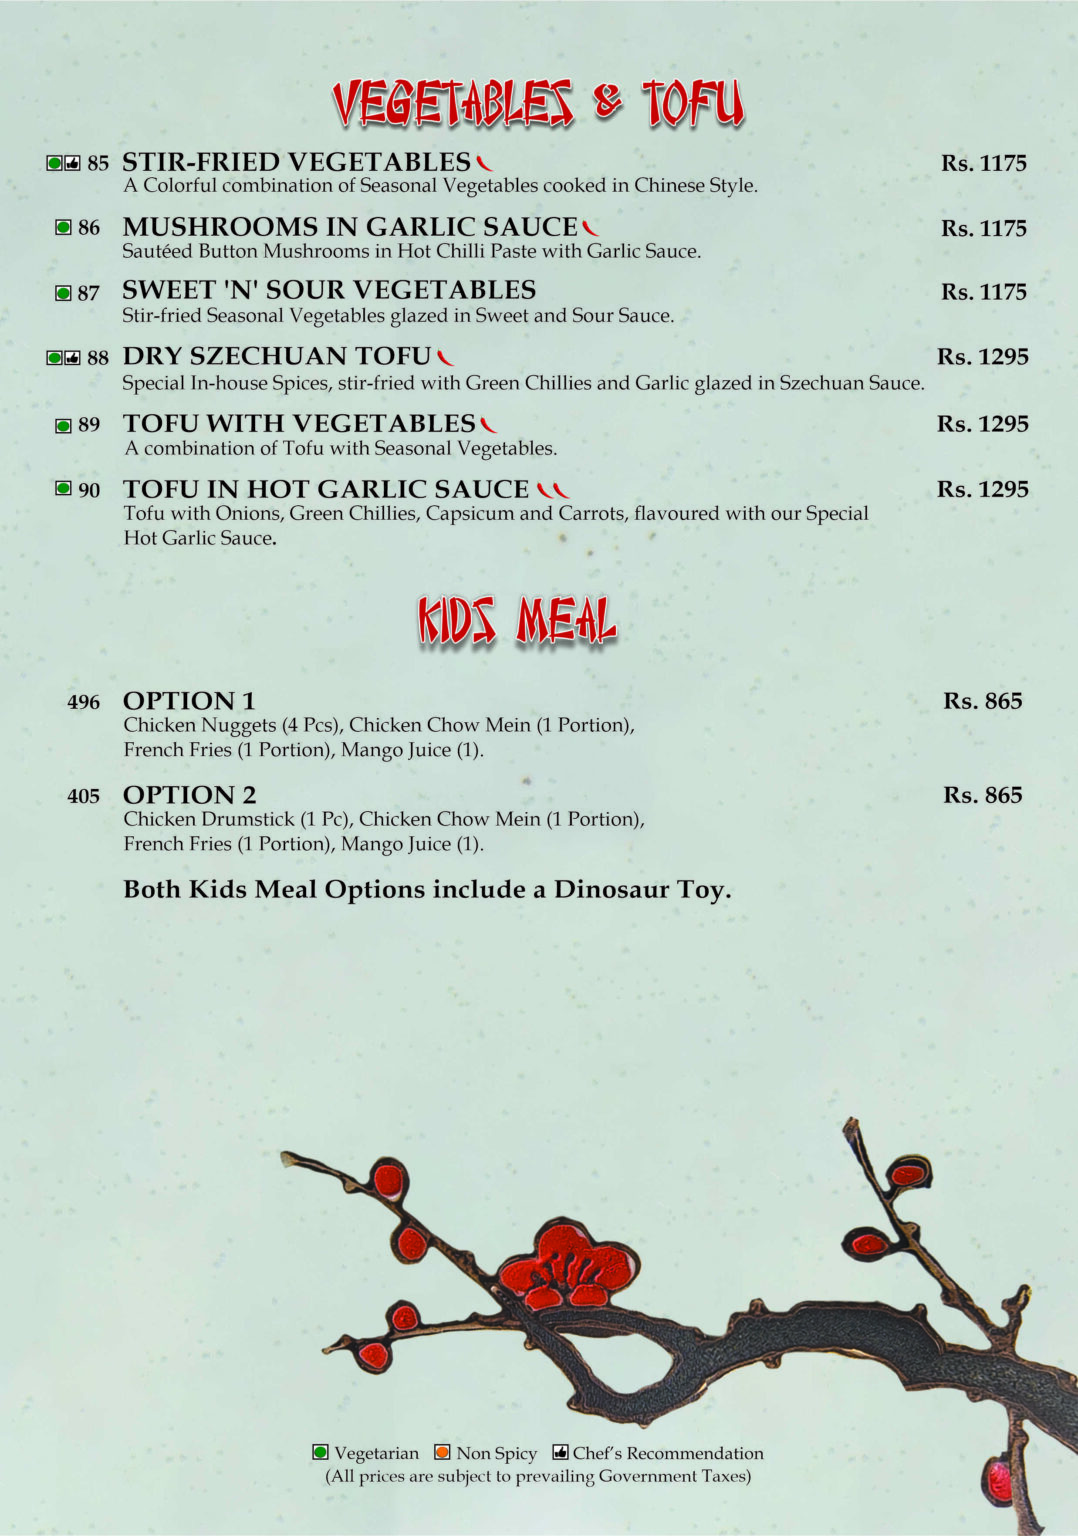 VEGETABLES & TOFU
85 STIR-FRIED VEGETABLES Rs. 1175
A Colorful combination of Seasonal Vegetables cooked in Chinese Style.
86 MUSHROOMS IN GARLIC SAUCE Rs. 1175
Sautéed Button Mushrooms in Hot Chilli Paste with Garlic Sauce.
87 SWEET 'N' SOUR VEGETABLES Rs. 1175
Stir-fried Seasonal Vegetables glazed in Sweet and Sour Sauce.
88 DRY SZECHUAN TOFU Rs. 1295
Special In-house Spices, stir-fried with Green Chillies and Garlic glazed in Szechuan Sauce.
89 TOFU WITH VEGETABLES Rs. 1295
A combination of Tofu with Seasonal Vegetables.
90 TOFU IN HOT GARLIC SAUCE Rs. 1295
Tofu with Onions, Green Chillies, Capsicum and Carrots, flavoured with our Special
Hot Garlic Sauce.
KIDS MEAL
496 OPTION 1 Rs. 865
Chicken Nuggets (4 Pcs), Chicken Chow Mein (1 Portion),
French Fries (1 Portion), Mango Juice (1).
405 OPTION 2 Rs. 865
Chicken Drumstick (1 Pc), Chicken Chow Mein (1 Portion),
French Fries (1 Portion), Mango Juice (1).
Both Kids Meal Options include a Dinosaur Toy.
Vegetarian Non Spicy Chef's Recommendation
(All prices are subject to prevailing Government Taxes)